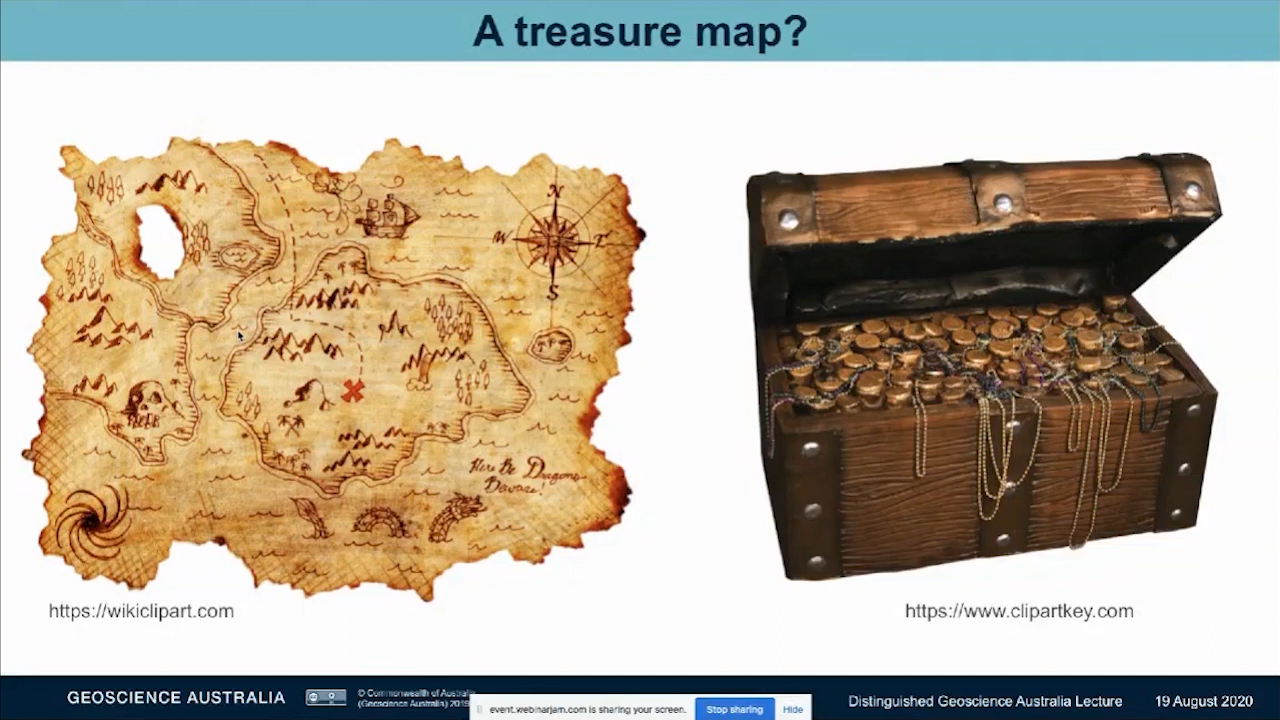 A treasure map?
N
W
S
Here Be Dragons
Beware!
https://wikiclipart.com
https://www.clipartkey.com
GEOSCIENCE AUSTRALIA
© Commonwealth of Australia
(Geoscience Australia) 2019
event.webinarjam.com is sharing your screen.
Stop sharing
Hide
Distinguished Geoscience Australia Lecture
19 August 2020